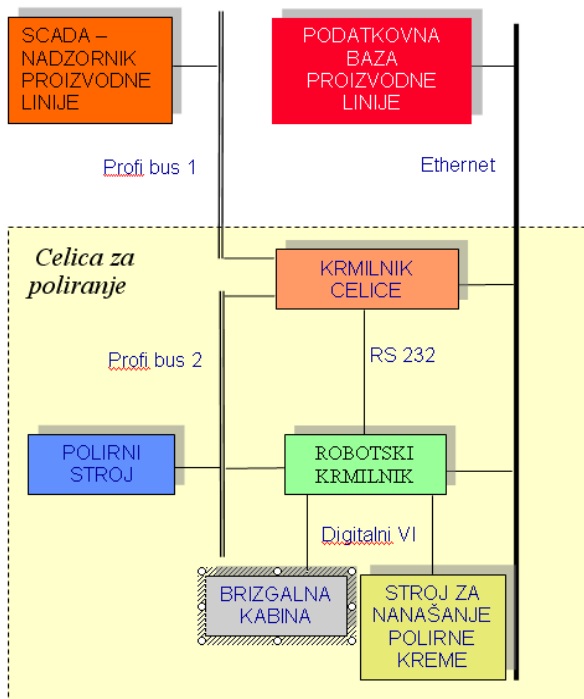 SCADA –
NADZORNIK
PROIZVODNE
LINIJE
PODATKOVNA
BAZA
PROIZVODNE
LINIJE
Profi bus 1
Ethernet
Celica za
poliranje
KRMILNIK
CELICE
Profi bus 2
RS 232
POLIRNI
STROJ
ROBOTSKI
KRMILNIK
Digitalni VI
BRIZGALNA
KABINA
STROJ ZA
NANAŠANJE
POLIRNE
KREME